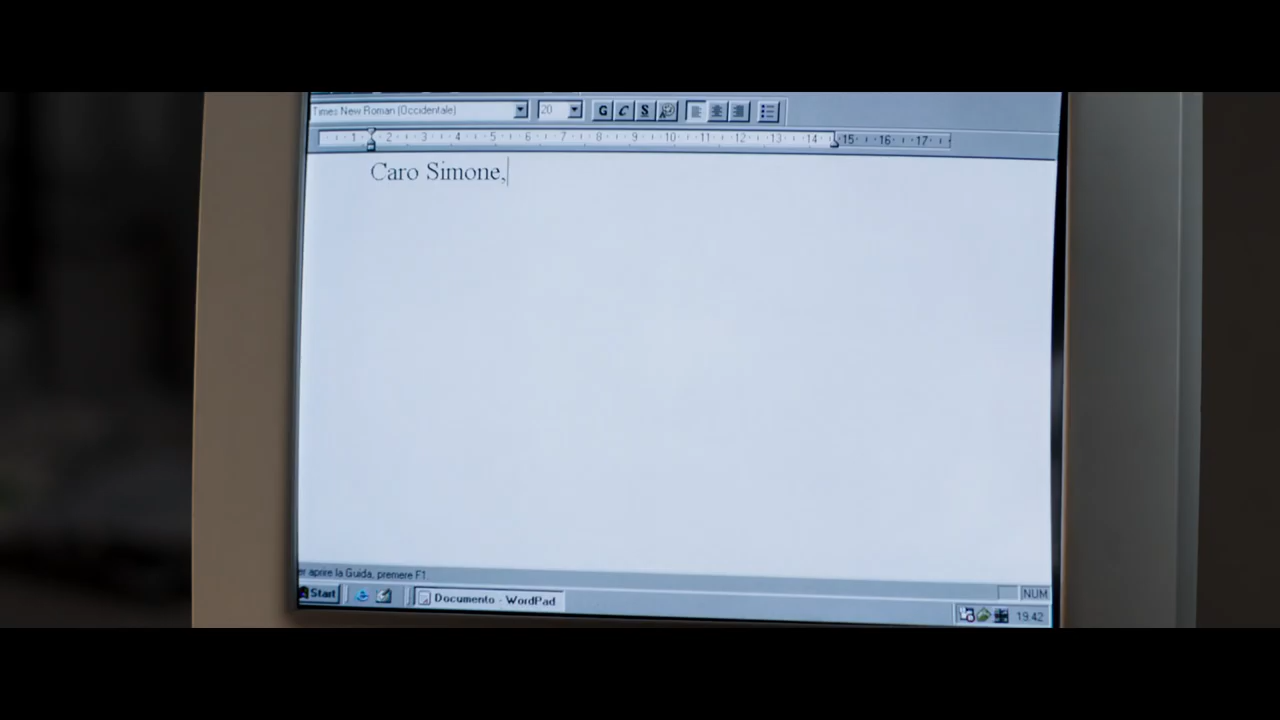 Times New Roman (Occidentale) 20 G C S
1 2 3 4 5 6 7 8 9 10 11 12 13 14 15 16 17
Caro Simone,
er aprire la Guida, premere F1
NUM
Start Documento - WordPad 19.42